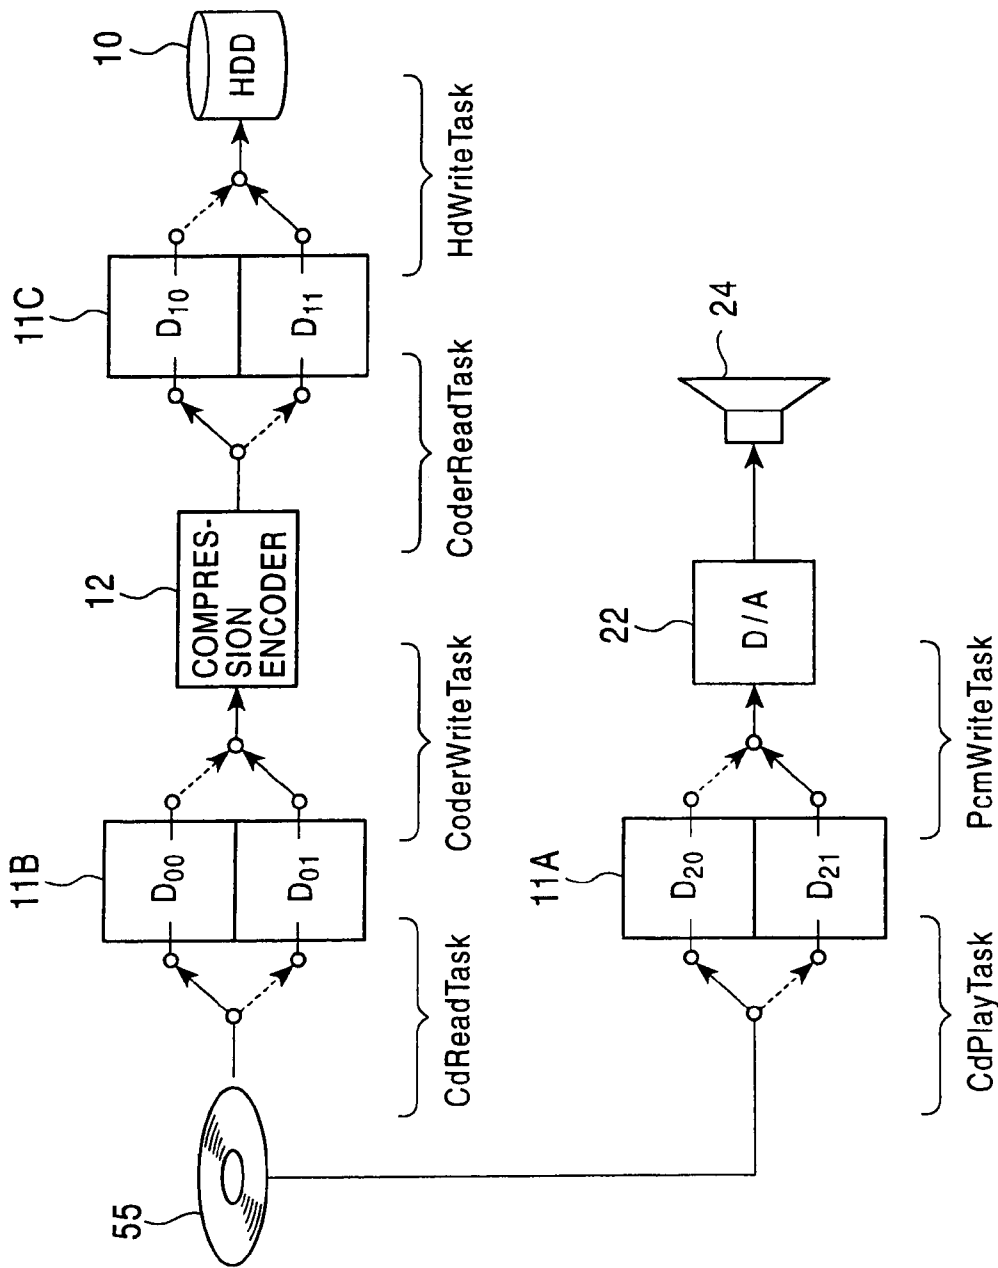 55
11B
D00
D01
12
COMPRES-
SION
ENCODER
11C
D10
D11
10
HDD
CdReadTask
CoderWriteTask
CoderReadTask
HdWriteTask
11A
D20
D21
22
D/A
24
CdPlayTask
PcmWriteTask